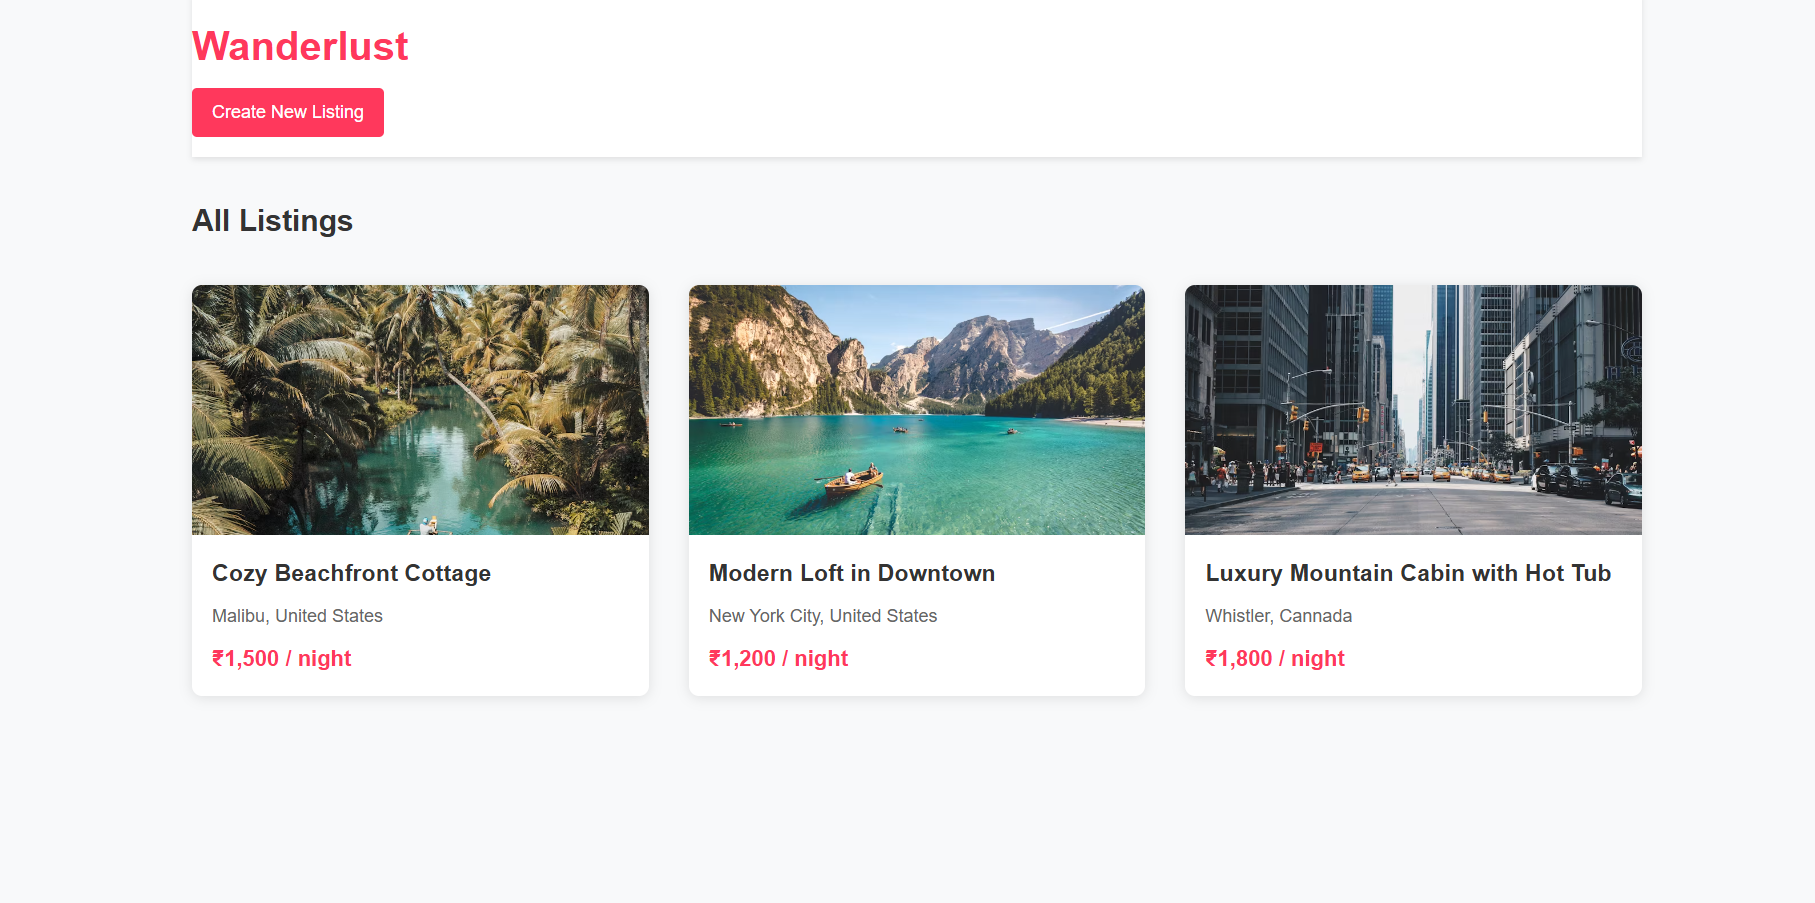 Wanderlust
Create New Listing
All Listings
Cozy Beachfront Cottage
Malibu, United States
₹1,500 / night
Modern Loft in Downtown
New York City, United States
₹1,200 / night
Luxury Mountain Cabin with Hot Tub
Whistler, Cannada
₹1,800 / night